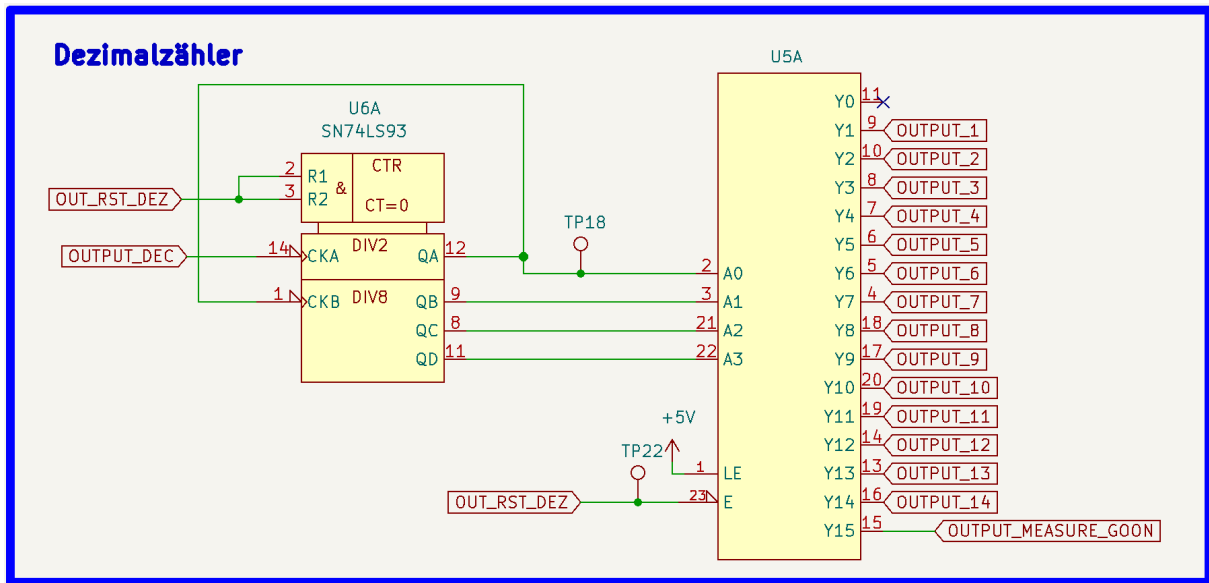 Dezimalzähler
U6A
SN74LS93
OUT_RST_DEZ
2 R1
3 R2
&
CTR
CT=0
OUTPUT_DEC
14 CKA
DIV2
QA 12
1 CKB
DIV8
QB 9
QC 8
QD 11
TP18
U5A
2 A0
3 A1
21 A2
22 A3
+5V
1 LE
TP22
OUT_RST_DEZ
23 E
Y0 11
Y1 9 OUTPUT_1
Y2 10 OUTPUT_2
Y3 8 OUTPUT_3
Y4 7 OUTPUT_4
Y5 6 OUTPUT_5
Y6 5 OUTPUT_6
Y7 4 OUTPUT_7
Y8 18 OUTPUT_8
Y9 17 OUTPUT_9
Y10 20 OUTPUT_10
Y11 19 OUTPUT_11
Y12 14 OUTPUT_12
Y13 13 OUTPUT_13
Y14 16 OUTPUT_14
Y15 15 OUTPUT_MEASURE_GOON